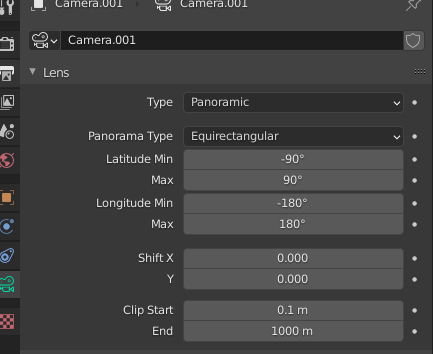 Camera.001 Camera.001
Camera.001
Lens
Type Panoramic
Panorama Type Equirectangular
Latitude Min -90°
Max 90°
Longitude Min -180°
Max 180°
Shift X 0.000
Y 0.000
Clip Start 0.1 m
End 1000 m